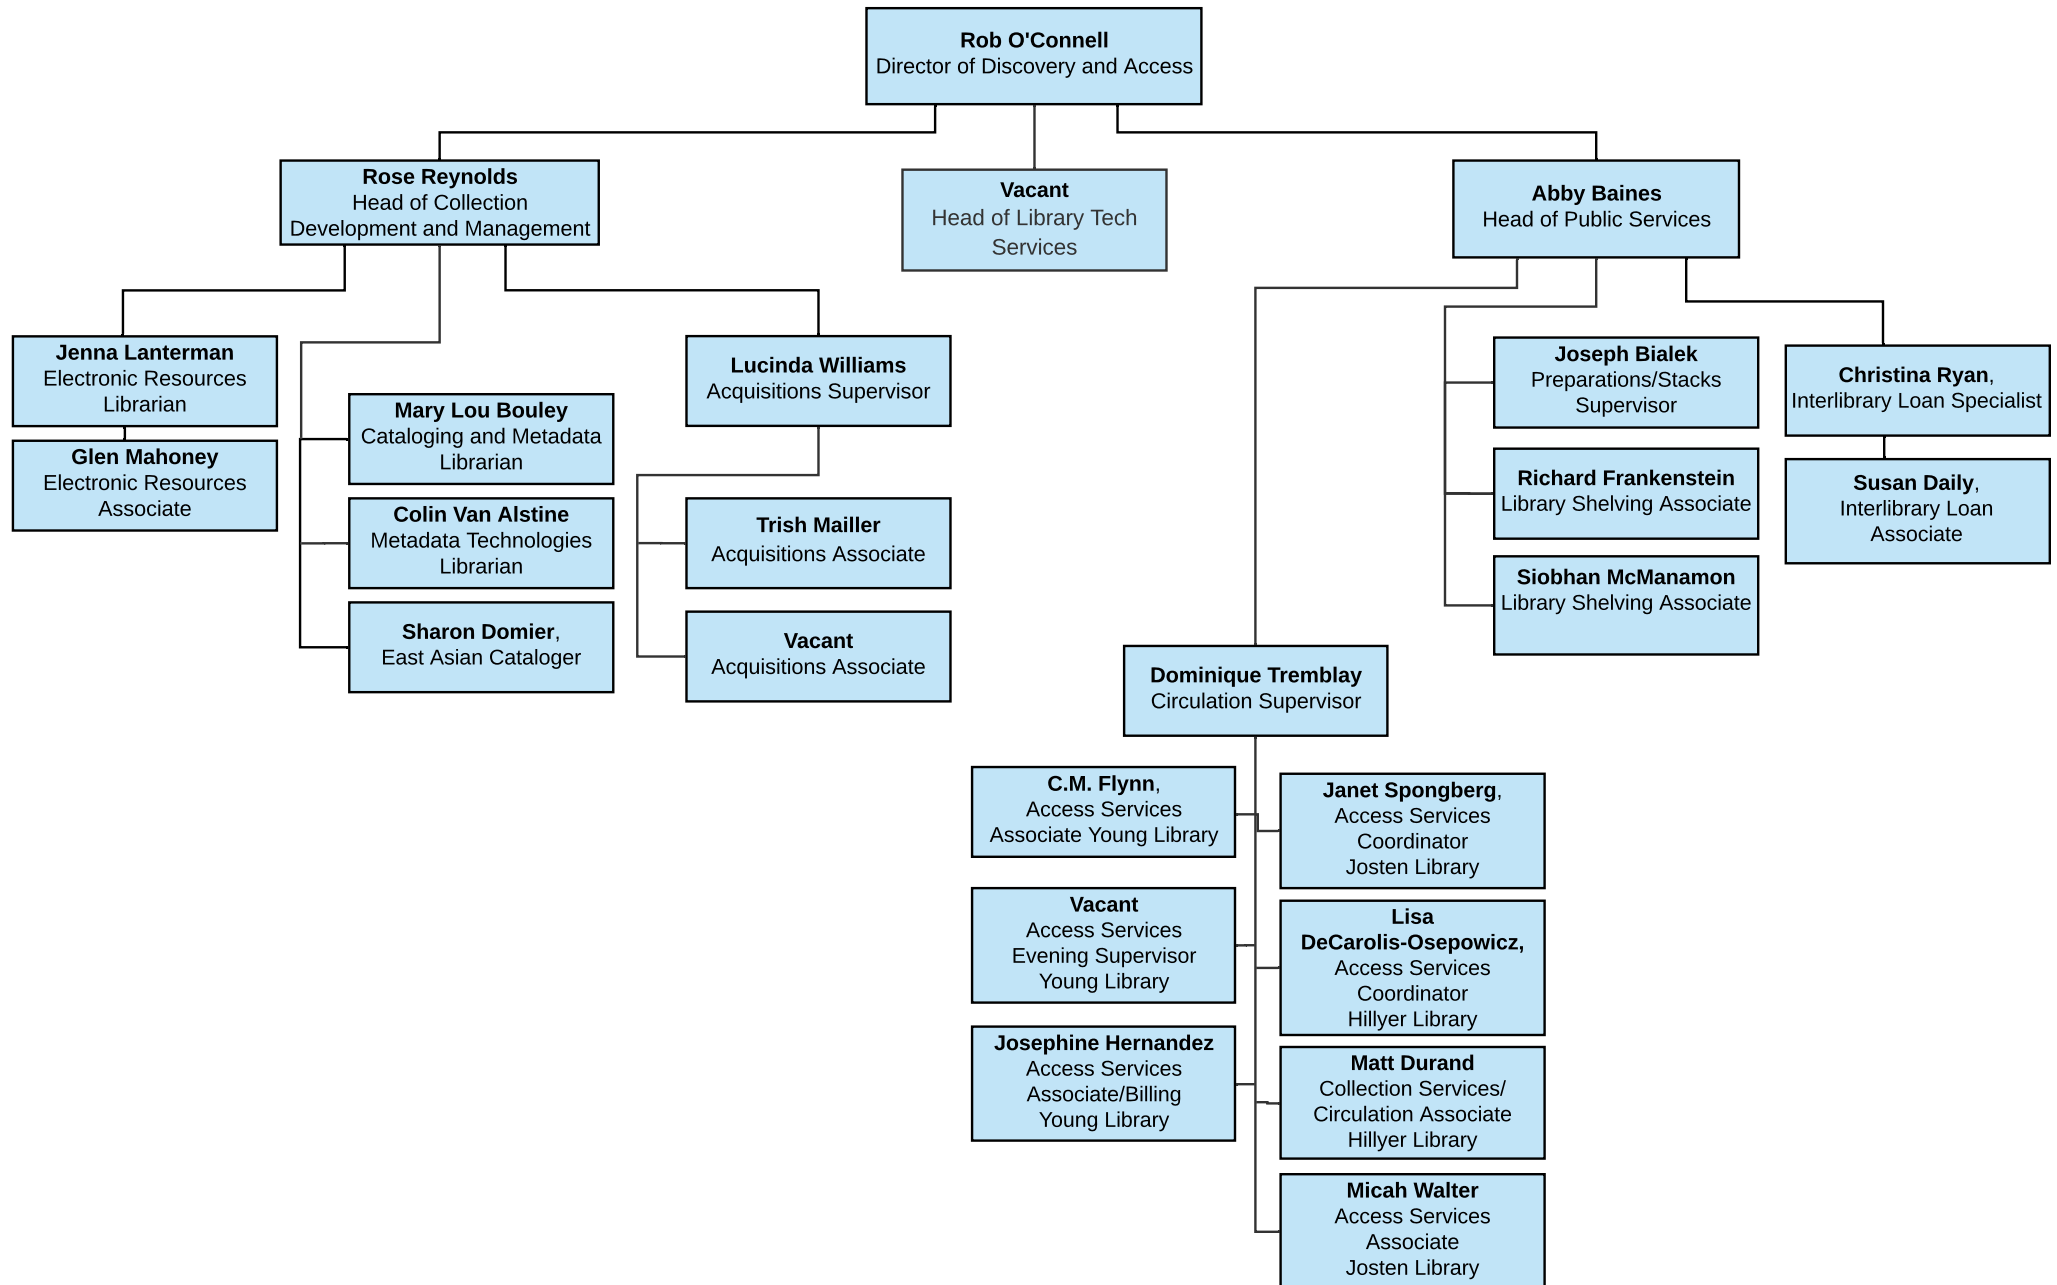 Rob O'Connell
Director of Discovery and Access
Rose Reynolds
Head of Collection
Development and Management
Vacant
Head of Library Tech
Services
Abby Baines
Head of Public Services
Jenna Lanterman
Electronic Resources
Librarian
Glen Mahoney
Electronic Resources
Associate
Mary Lou Bouley
Cataloging and Metadata
Librarian
Colin Van Alstine
Metadata Technologies
Librarian
Sharon Domier,
East Asian Cataloger
Lucinda Williams
Acquisitions Supervisor
Trish Mailler
Acquisitions Associate
Vacant
Acquisitions Associate
Joseph Bialek
Preparations/Stacks
Supervisor
Richard Frankenstein
Library Shelving Associate
Siobhan McManamon
Library Shelving Associate
Christina Ryan,
Interlibrary Loan Specialist
Susan Daily,
Interlibrary Loan
Associate
Dominique Tremblay
Circulation Supervisor
C.M. Flynn,
Access Services
Associate Young Library
Vacant
Access Services
Evening Supervisor
Young Library
Josephine Hernandez
Access Services
Associate/Billing
Young Library
Janet Spongberg,
Access Services
Coordinator
Josten Library
Lisa
DeCarolis-Osepowicz,
Access Services
Coordinator
Hillyer Library
Matt Durand
Collection Services/
Circulation Associate
Hillyer Library
Micah Walter
Access Services
Associate
Josten Library